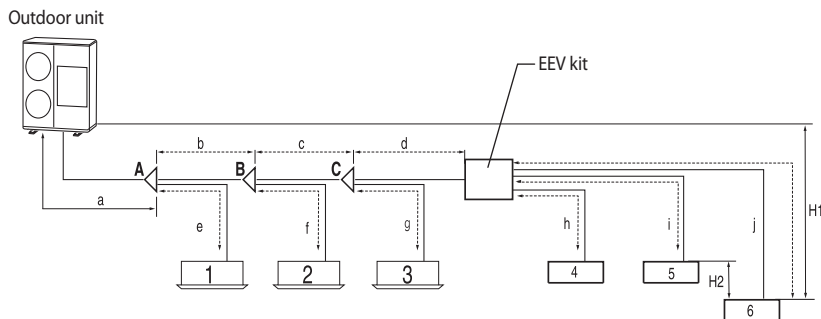 Outdoor unit
EEV kit
b c d
A B C
a
e f g h i j
H1
H2
1 2 3 4 5 6